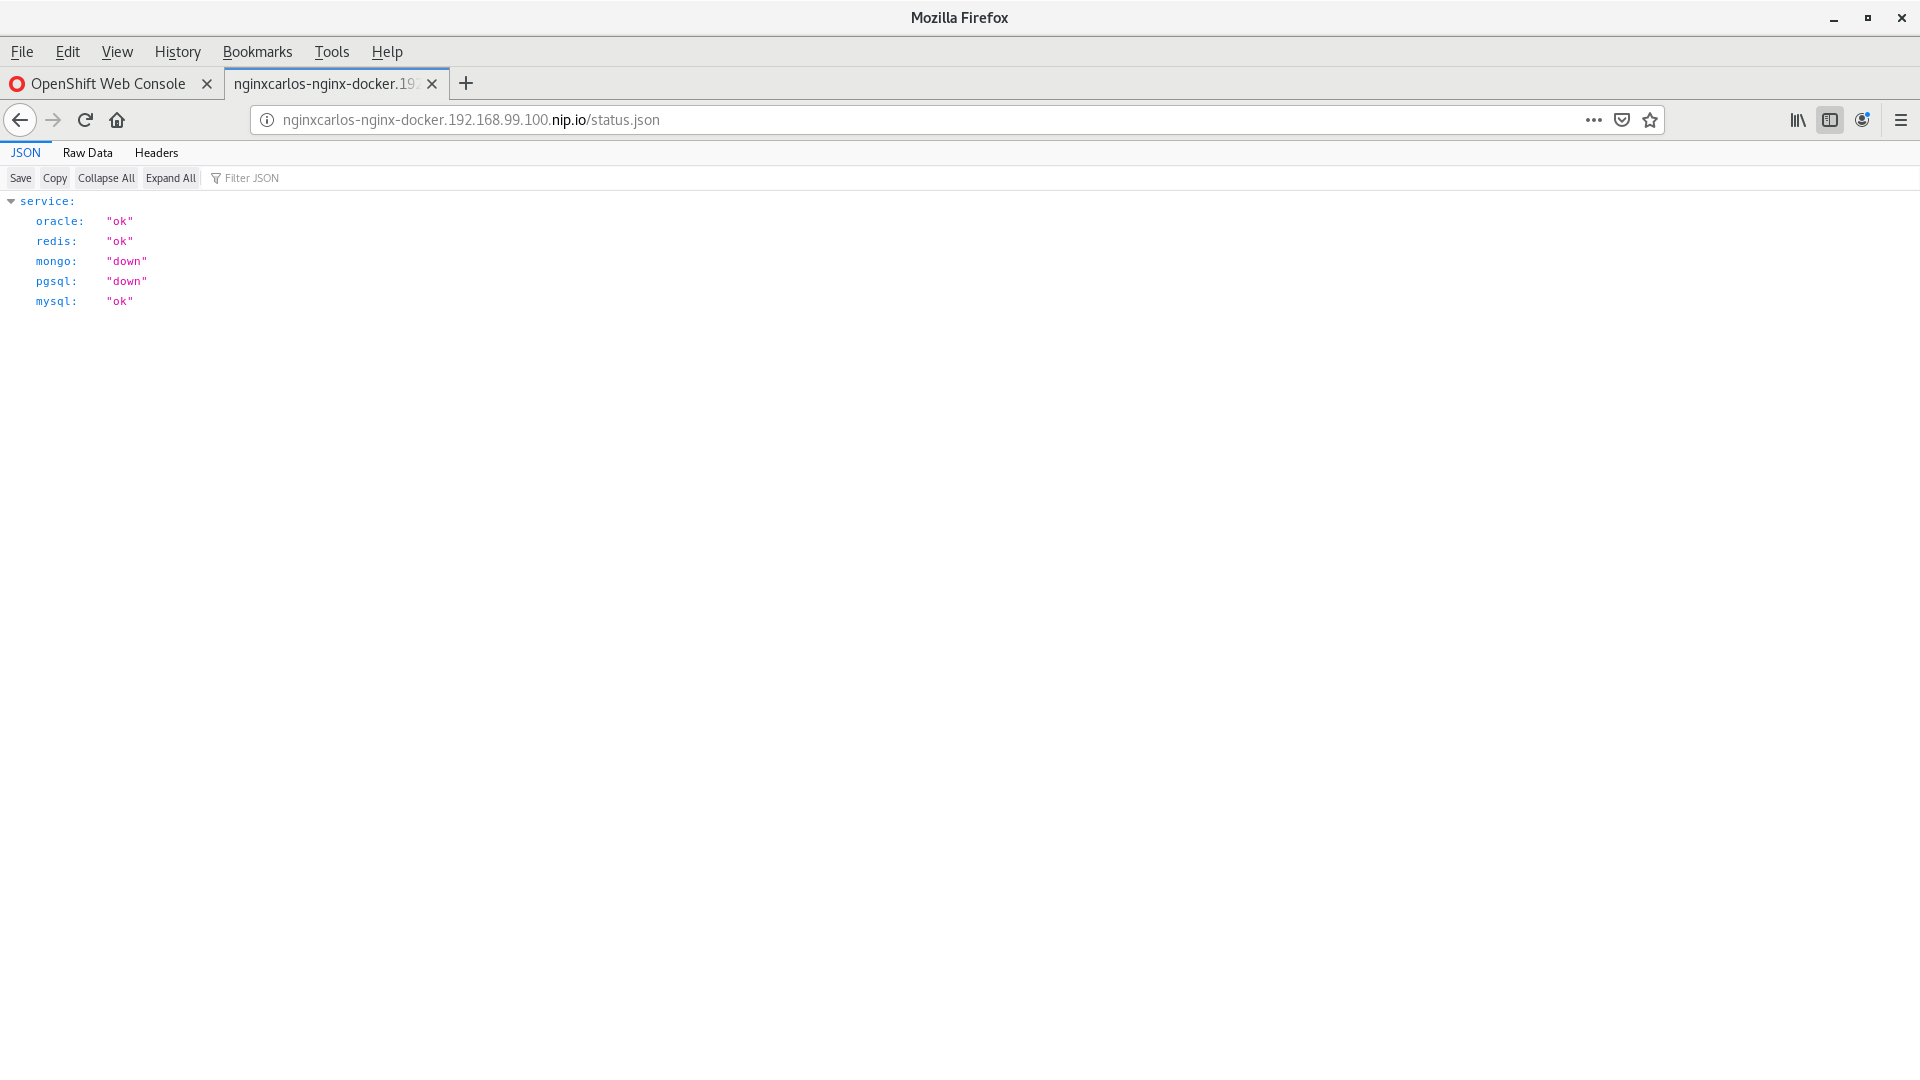 Mozilla Firefox
File Edit View History Bookmarks Tools Help
OpenShift Web Console nginxcarlos-nginx-docker.192
nginxcarlos-nginx-docker.192.168.99.100.nip.io/status.json
JSON Raw Data Headers
Save Copy Collapse All Expand All Filter JSON
service:
oracle: "ok"
redis: "ok"
mongo: "down"
pgsql: "down"
mysql: "ok"